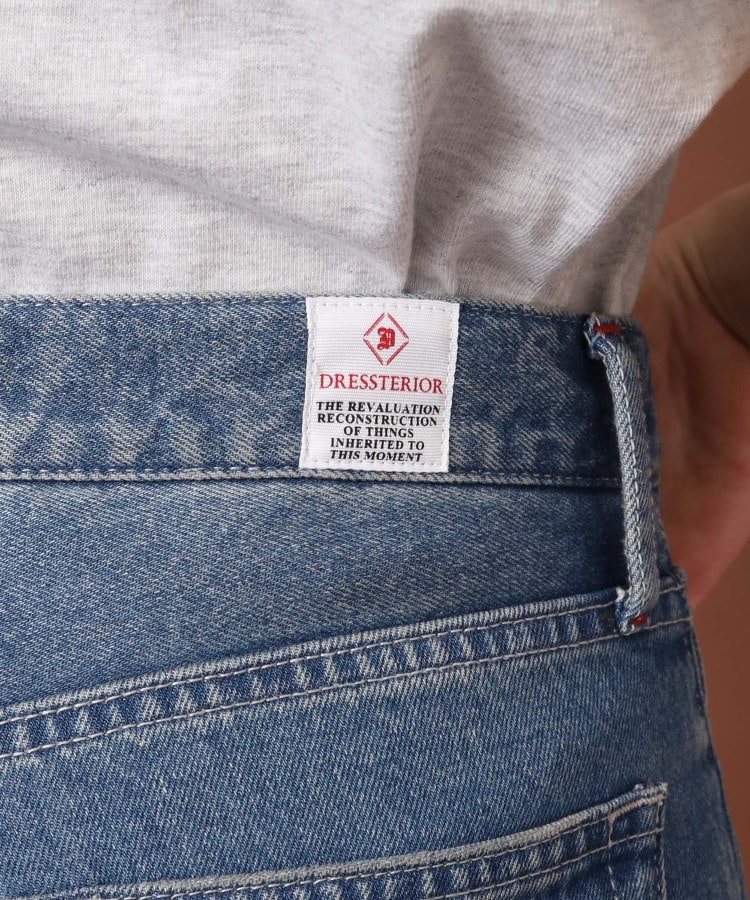 D
DRESSTERIOR
THE REVALUATION
RECONSTRUCTION
OF THINGS
INHERITED TO
THIS MOMENT